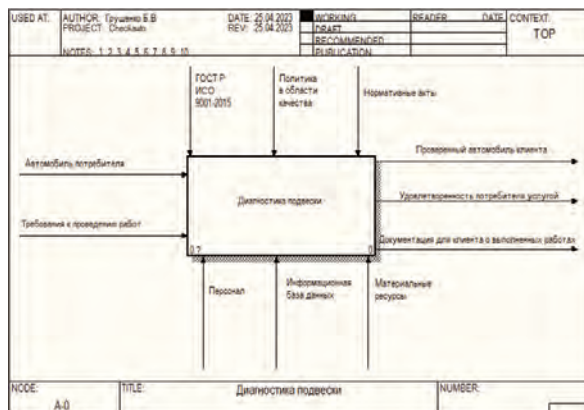 USED AT:
AUTHOR: Грущенко Е.В
DATE: 25.04.2023
WORKING
READER
DATE
CONTEXT:
PROJECT: Checkauto
REV: 25.04.2023
DRAFT
TOP
RECOMMENDED
NOTES: 1 2 3 4 5 6 7 8 9 10
PUBLICATION
ГОСТ Р
ИСО
9001-2015
Политика
в области
качества
Нормативные акты
Автомобиль потребителя
Проверенный автомобиль клиента
Диагностика подвески
Удовлетворенность потребителя услугой
Требования к проведению работ
Документация для клиента о выполненных работах
0 ?
0
Персонал
Информационная
база данных
Материальные
ресурсы
NODE:
TITLE:
Диагностика подвески
NUMBER:
A-0